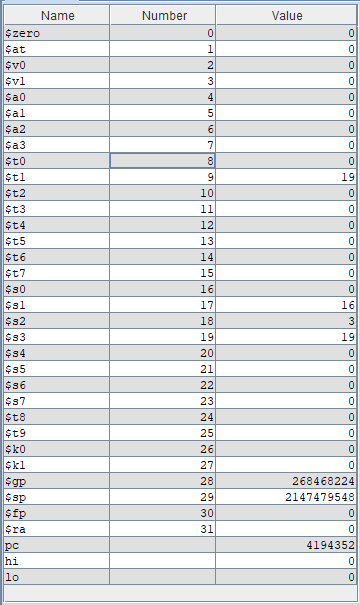 Name Number Value
$zero 0 0
$at 1 0
$v0 2 0
$v1 3 0
$a0 4 0
$a1 5 0
$a2 6 0
$a3 7 0
$t0 8 0
$t1 9 19
$t2 10 0
$t3 11 0
$t4 12 0
$t5 13 0
$t6 14 0
$t7 15 0
$s0 16 0
$s1 17 16
$s2 18 3
$s3 19 19
$s4 20 0
$s5 21 0
$s6 22 0
$s7 23 0
$t8 24 0
$t9 25 0
$k0 26 0
$k1 27 0
$gp 28 268468224
$sp 29 2147479548
$fp 30 0
$ra 31 0
pc 4194352
hi 0
lo 0